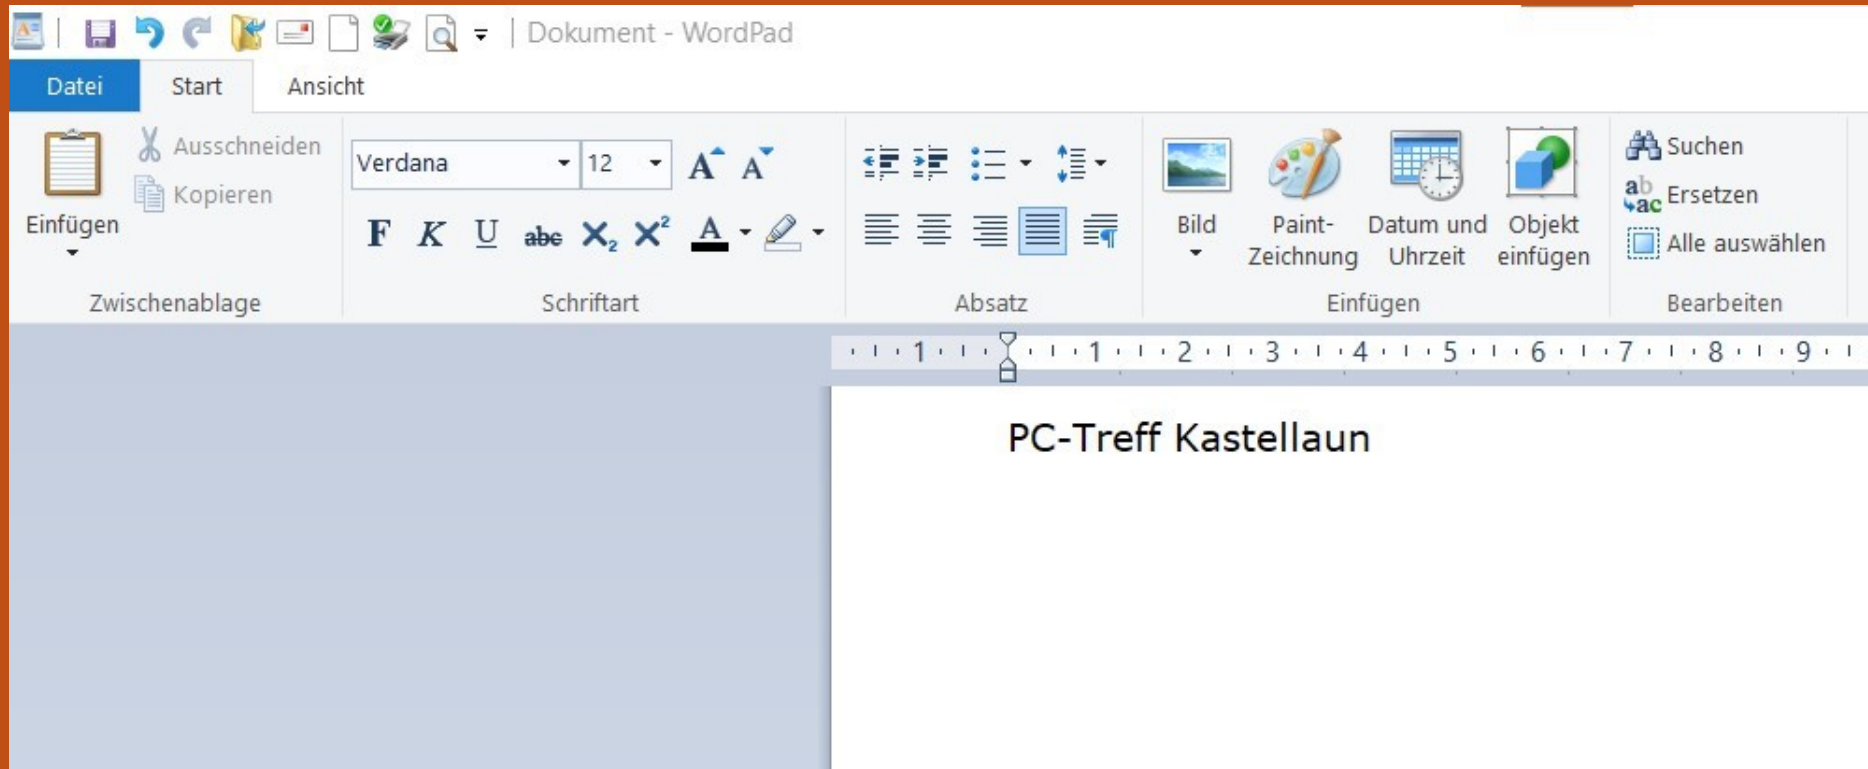 Dokument - WordPad
Datei Start Ansicht
Einfügen
Ausschneiden
Kopieren
Zwischenablage
Verdana 12
F K U abc X₂ X² A
Schriftart
Absatz
Bild
Paint-
Zeichnung
Datum und
Uhrzeit
Objekt
einfügen
Einfügen
Suchen
Ersetzen
Alle auswählen
Bearbeiten
1 1 2 3 4 5 6 7 8 9
PC-Treff Kastellaun